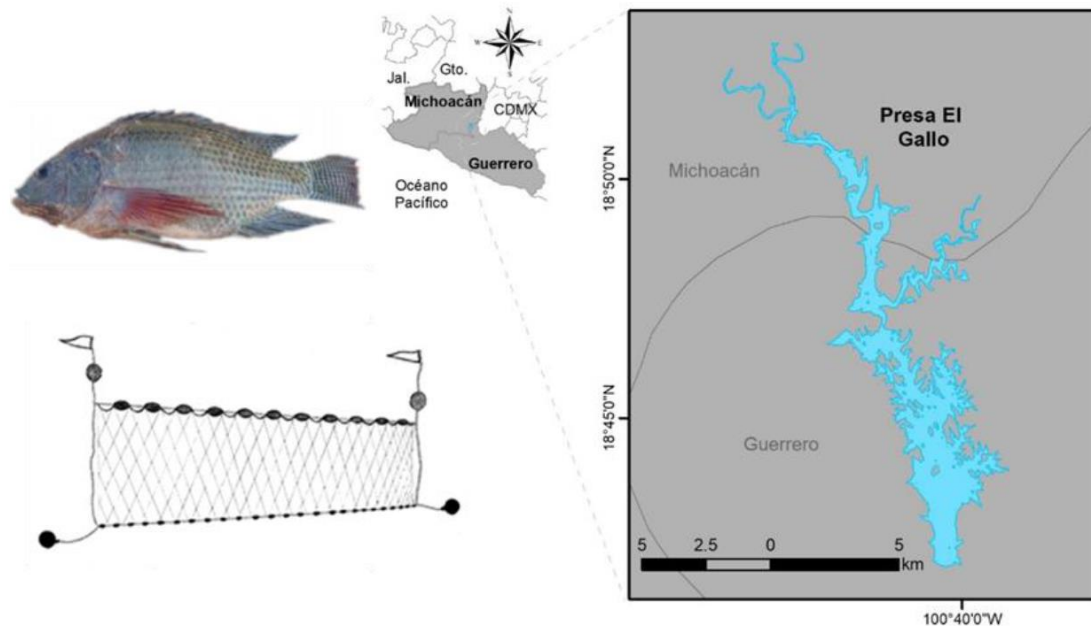 N
W
E
S
Jal.
Gto.
Michoacán
CDMX
Guerrero
Océano
Pacífico
Presa El
Gallo
Michoacán
Guerrero
18°50'0"N
18°45'0"N
5 2.5 0 5
km
100°40'0"W